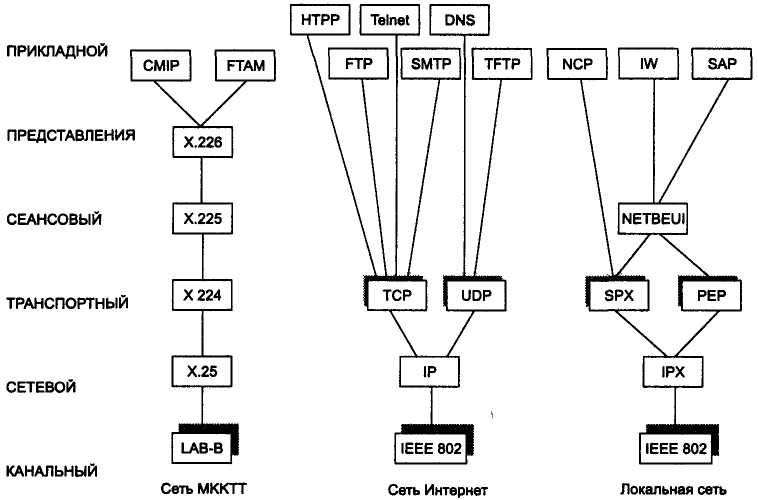 HTPP Telnet DNS
ПРИКЛАДНОЙ
CMIP FTAM FTP SMTP TFTP NCP IW SAP
ПРЕДСТАВЛЕНИЯ
X.226
СЕАНСОВЫЙ
X.225 NETBEUI
ТРАНСПОРТНЫЙ
X 224 TCP UDP SPX PEP
СЕТЕВОЙ
X.25 IP IPX
КАНАЛЬНЫЙ
LAB-B IEEE 802 IEEE 802
Сеть МККТТ Сеть Интернет Локальная сеть